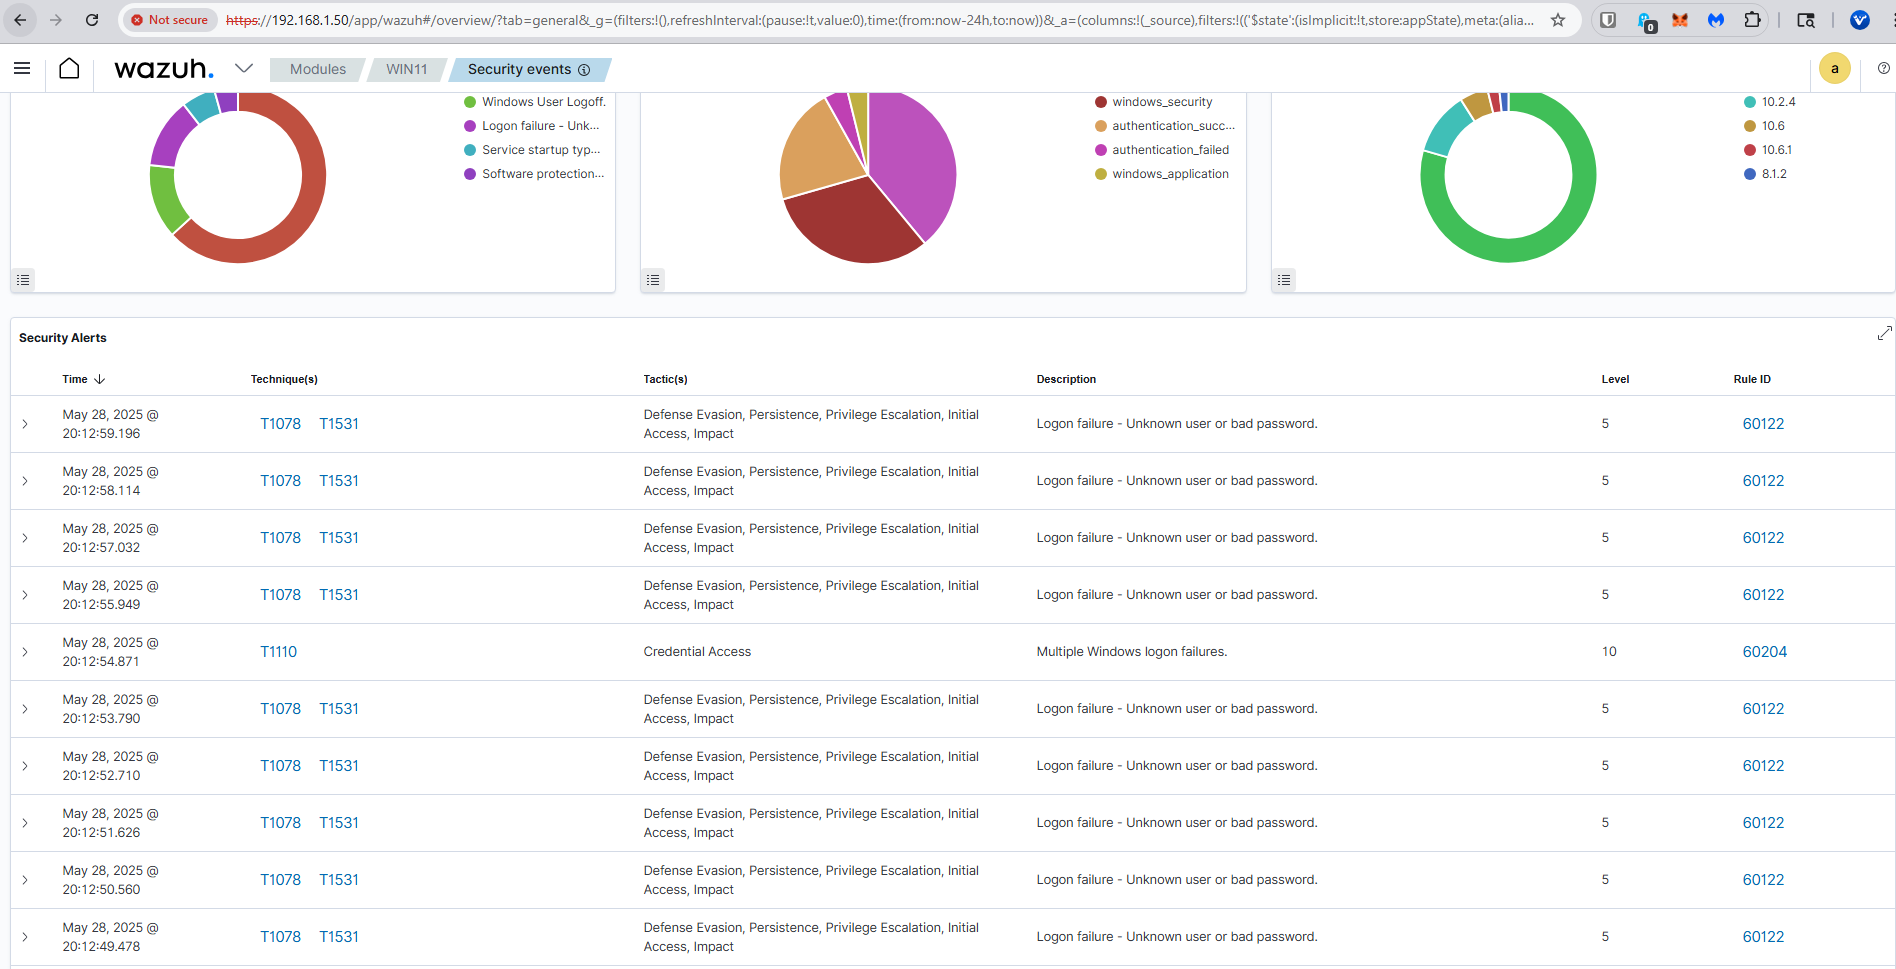 Not secure https://192.168.1.50/app/wazuh#/overview/?tab=general&_g=(filters:!(),refreshInterval:(pause:!t,value:0),time:(from:now-24h,to:now))&_a=(columns:!(_source),filters:!(('$state':(isImplicit:!t,store:appState),meta:(alia... 0
wazuh. Modules WIN11 Security events a
Windows User Logoff.
Logon failure - Unk...
Service startup typ...
Software protection...
windows_security
authentication_succ...
authentication_failed
windows_application
10.2.4
10.6
10.6.1
8.1.2
Security Alerts
Time Technique(s) Tactic(s) Description Level Rule ID
May 28, 2025 @ 20:12:59.196 T1078 T1531 Defense Evasion, Persistence, Privilege Escalation, Initial Access, Impact Logon failure - Unknown user or bad password. 5 60122
May 28, 2025 @ 20:12:58.114 T1078 T1531 Defense Evasion, Persistence, Privilege Escalation, Initial Access, Impact Logon failure - Unknown user or bad password. 5 60122
May 28, 2025 @ 20:12:57.032 T1078 T1531 Defense Evasion, Persistence, Privilege Escalation, Initial Access, Impact Logon failure - Unknown user or bad password. 5 60122
May 28, 2025 @ 20:12:55.949 T1078 T1531 Defense Evasion, Persistence, Privilege Escalation, Initial Access, Impact Logon failure - Unknown user or bad password. 5 60122
May 28, 2025 @ 20:12:54.871 T1110 Credential Access Multiple Windows logon failures. 10 60204
May 28, 2025 @ 20:12:53.790 T1078 T1531 Defense Evasion, Persistence, Privilege Escalation, Initial Access, Impact Logon failure - Unknown user or bad password. 5 60122
May 28, 2025 @ 20:12:52.710 T1078 T1531 Defense Evasion, Persistence, Privilege Escalation, Initial Access, Impact Logon failure - Unknown user or bad password. 5 60122
May 28, 2025 @ 20:12:51.626 T1078 T1531 Defense Evasion, Persistence, Privilege Escalation, Initial Access, Impact Logon failure - Unknown user or bad password. 5 60122
May 28, 2025 @ 20:12:50.560 T1078 T1531 Defense Evasion, Persistence, Privilege Escalation, Initial Access, Impact Logon failure - Unknown user or bad password. 5 60122
May 28, 2025 @ 20:12:49.478 T1078 T1531 Defense Evasion, Persistence, Privilege Escalation, Initial Access, Impact Logon failure - Unknown user or bad password. 5 60122